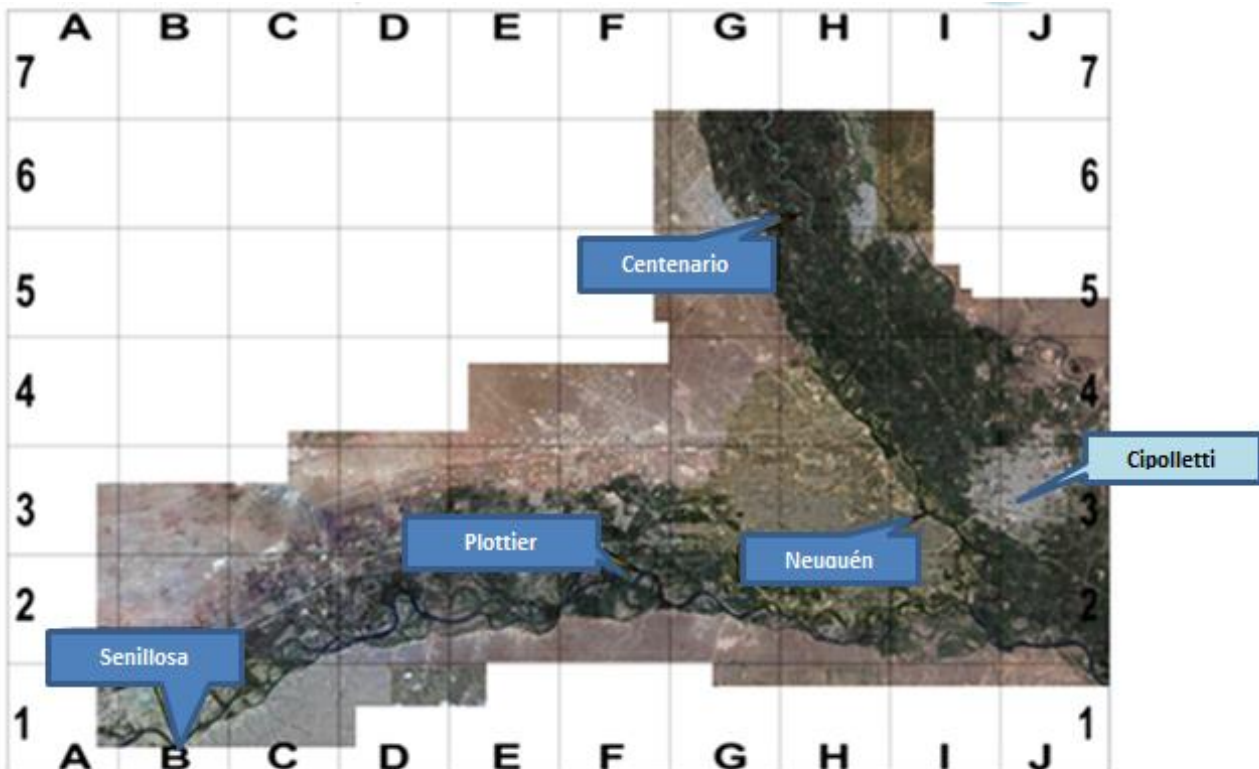 A B C D E F G H I J
7 7
6 6
Centenario
5 5
4 4
Cipolletti
3 3
Plottier
Neuquén
2 2
Senillosa
1 1
A B C D E F G H I J